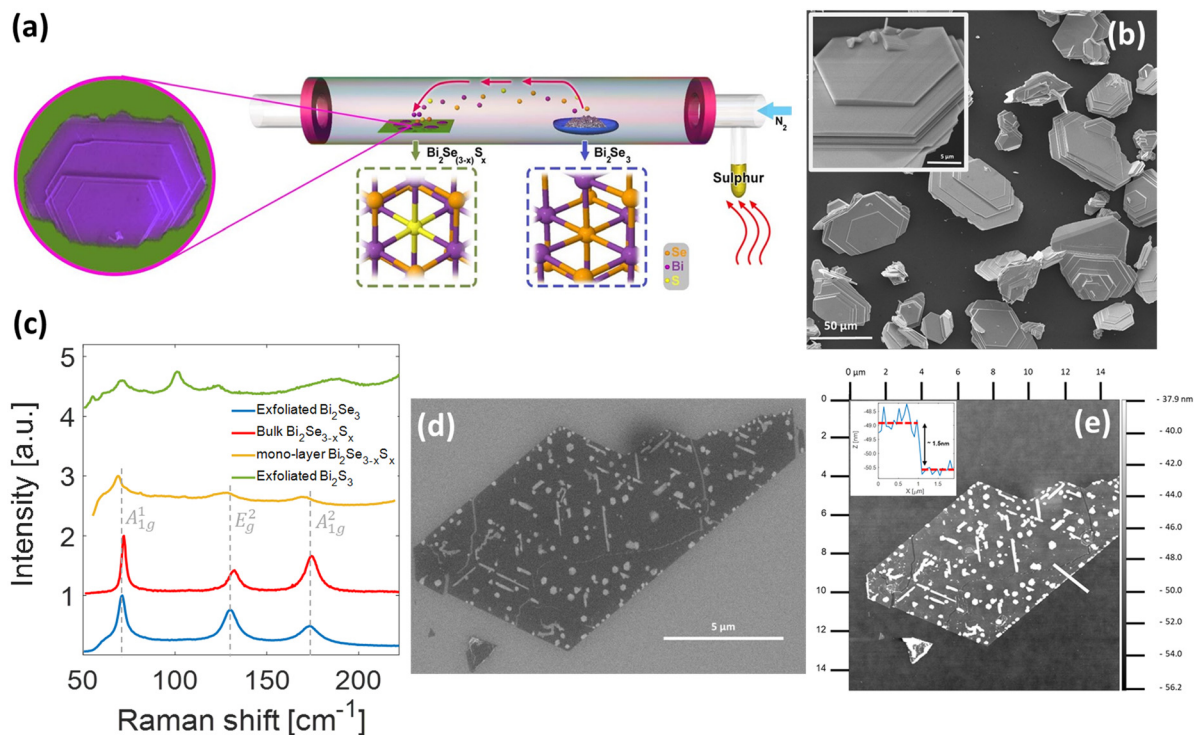 (a)
N₂
Bi₂Se₍₃₋ₓ₎Sₓ
Bi₂Se₃
Sulphur
Se
Bi
S
(b)
5 μm
50 μm
(c)
5
4
3
2
1
Exfoliated Bi₂Se₃
Bulk Bi₂Se₃₋ₓSₓ
mono-layer Bi₂Se₃₋ₓSₓ
Exfoliated Bi₂S₃
A¹₁g
E²g
A²₁g
Intensity [a.u.]
50 100 150 200
Raman shift [cm⁻¹]
(d)
5 μm
(e)
0 μm 2 4 6 8 10 12 14
0
2
4
6
8
10
12
14
- 37.9 nm
- 40.0
- 42.0
- 44.0
- 46.0
- 48.0
- 50.0
- 52.0
- 54.0
- 56.2
Z [nm]
-48.5
-49.0
-49.5
-50.0
-50.5
~ 1.5nm
0 0.5 1 1.5
X [μm]